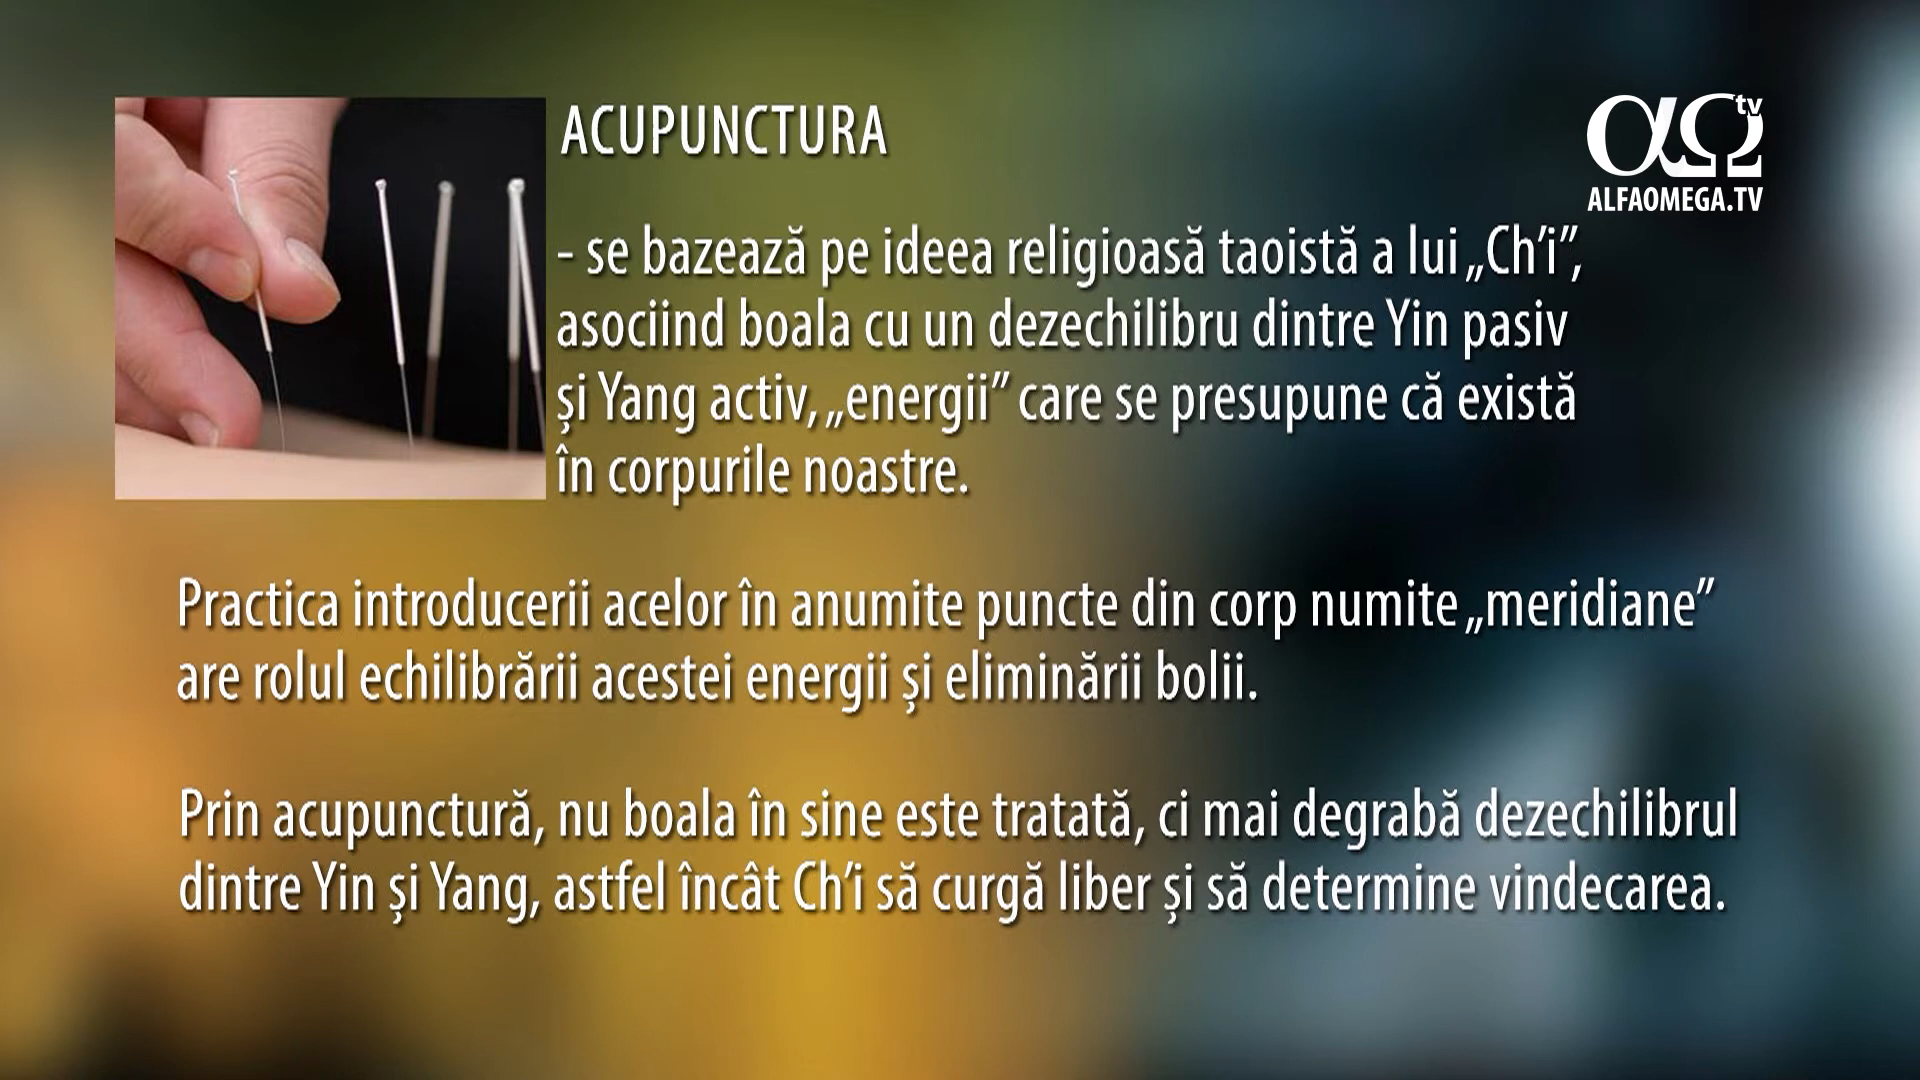 ACUPUNCTURA
αΩtv
ALFAOMEGA.TV
- se bazează pe ideea religioasă taoistă a lui „Ch’i”,
asociind boala cu un dezechilibru dintre Yin pasiv
și Yang activ, „energii” care se presupune că există
în corpurile noastre.
Practica introducerii acelor în anumite puncte din corp numite „meridiane”
are rolul echilibrării acestei energii și eliminării bolii.
Prin acupunctură, nu boala în sine este tratată, ci mai degrabă dezechilibrul
dintre Yin și Yang, astfel încât Ch’i să curgă liber și să determine vindecarea.